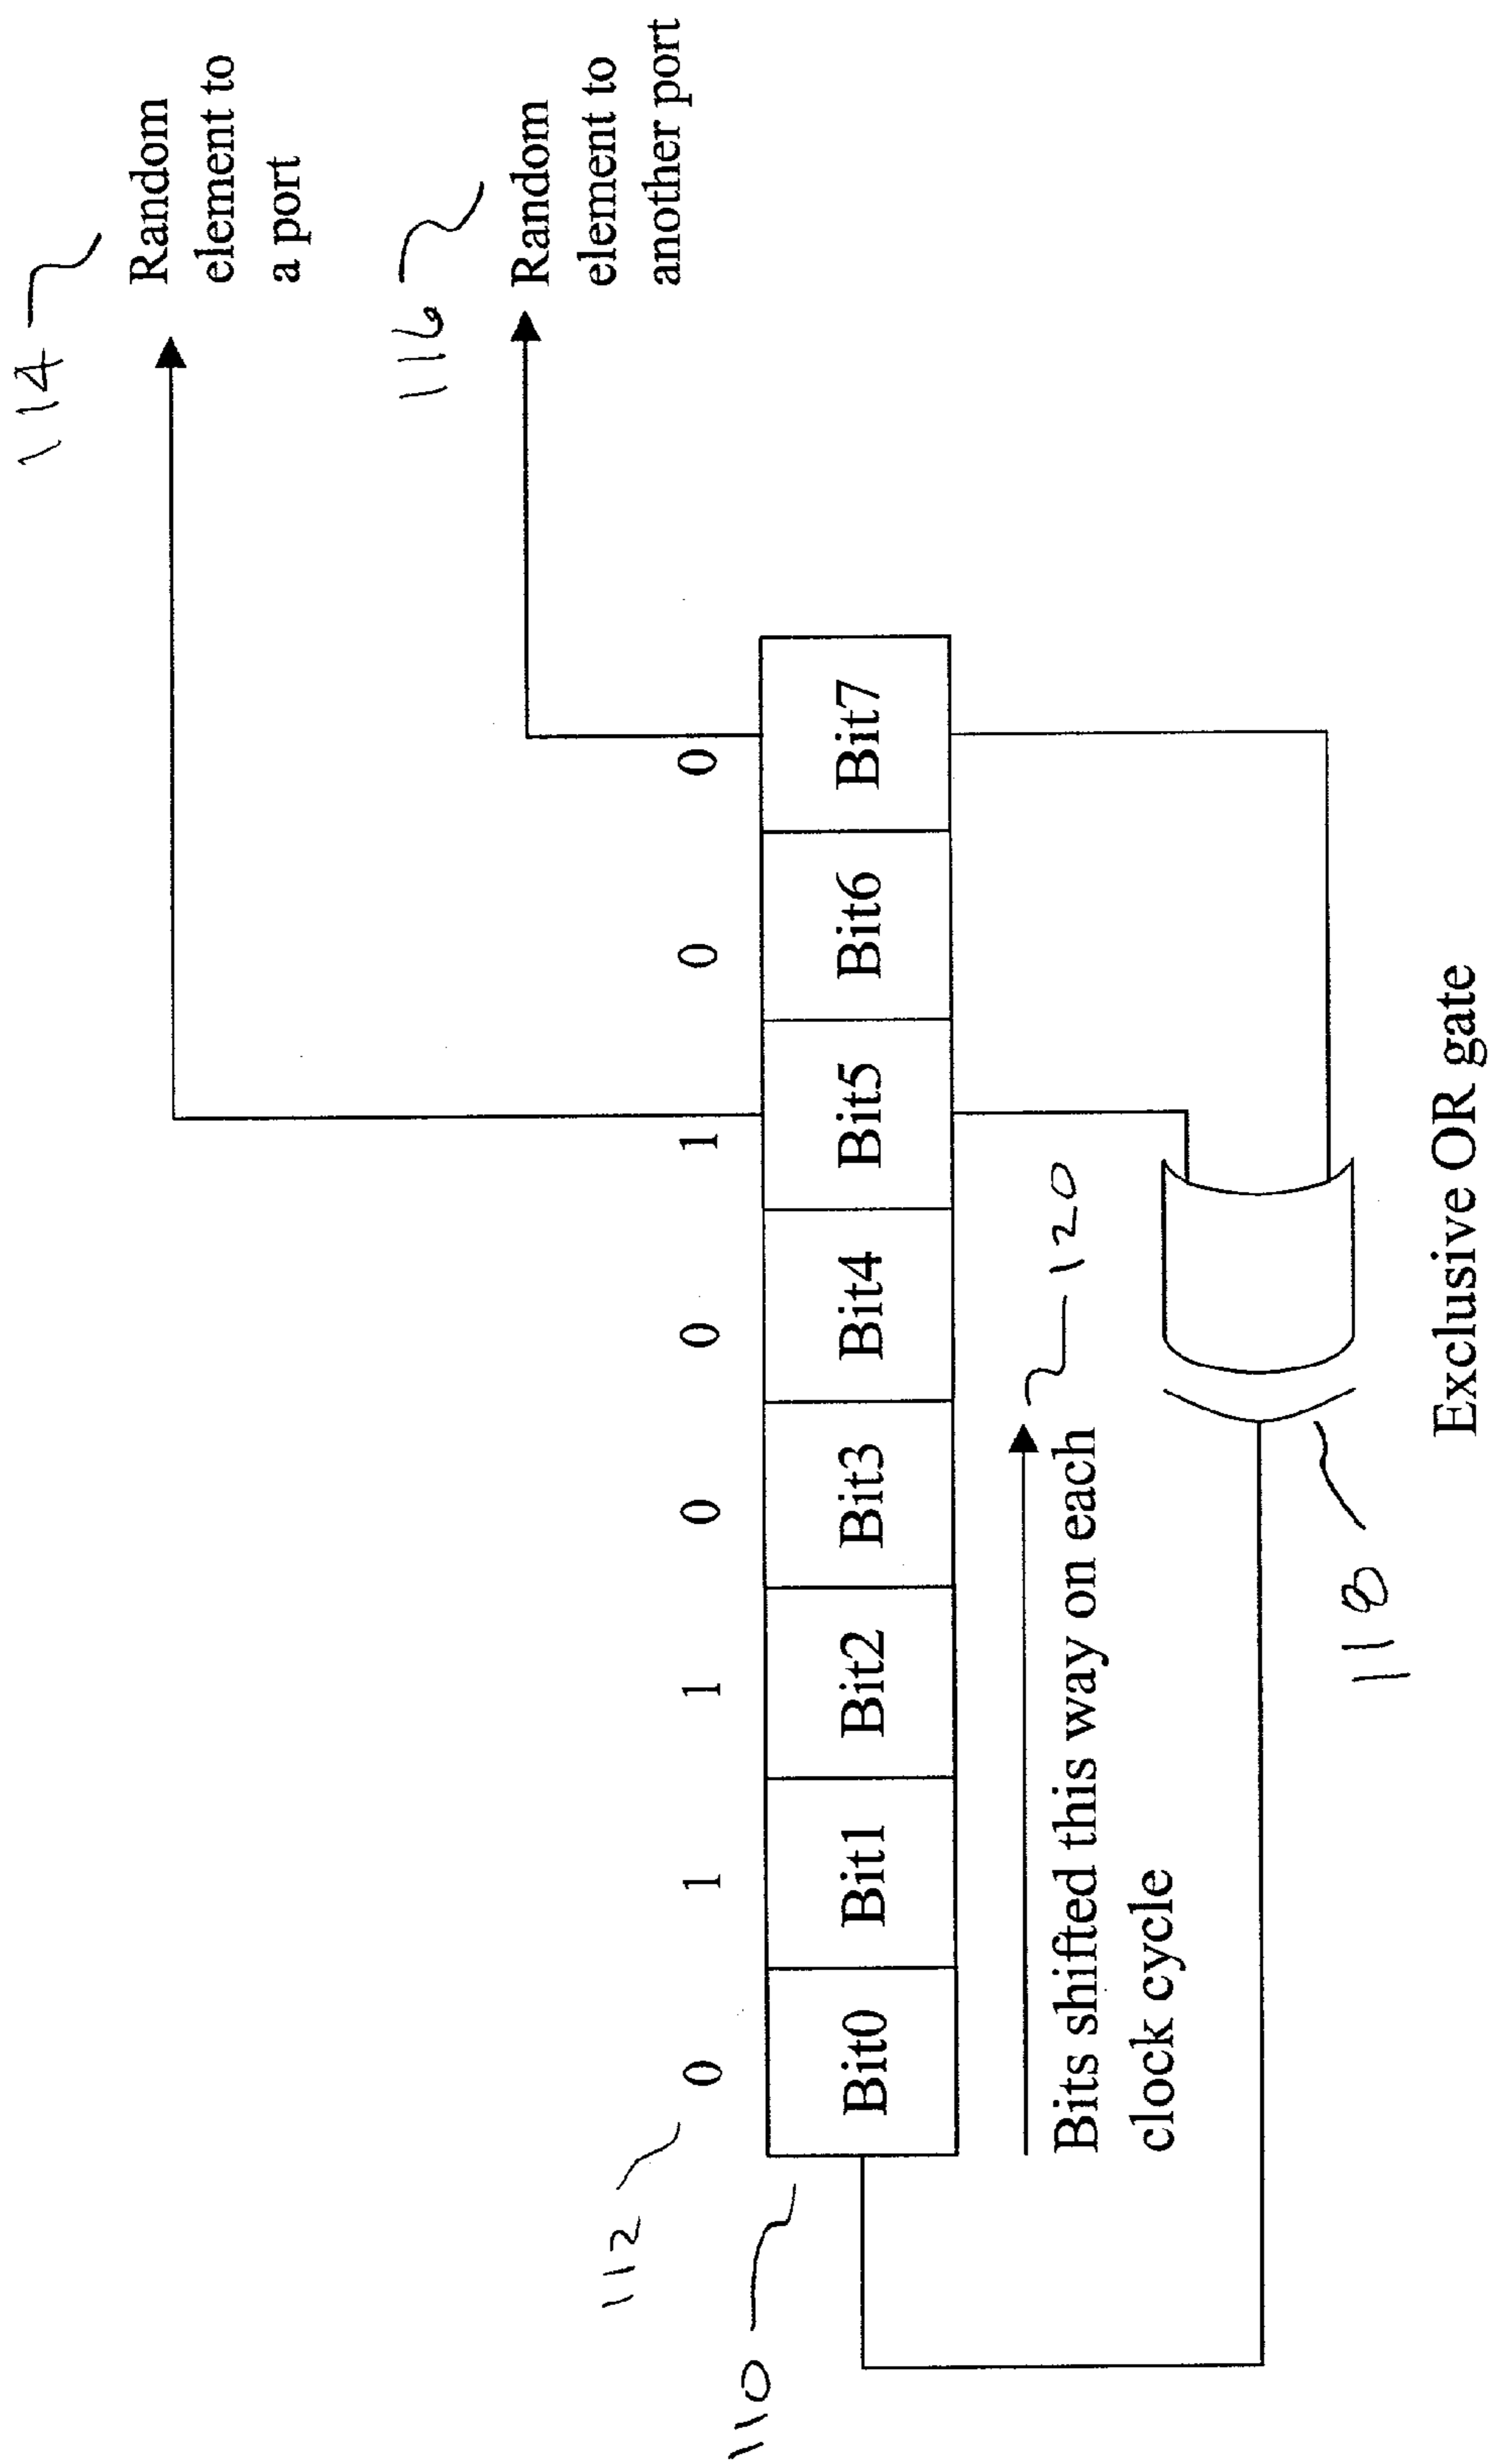 114
Random
element to
a port
116
Random
element to
another port
112
0 1 1 0 0 1 0 0
110
Bit0 Bit1 Bit2 Bit3 Bit4 Bit5 Bit6 Bit7
120
Bits shifted this way on each
clock cycle
118
Exclusive OR gate